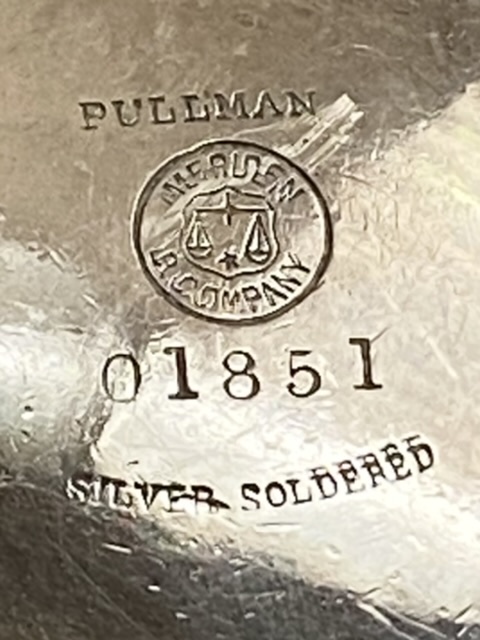 PULLMAN
MERIDEN
B. COMPANY
01851
SILVER SOLDERED